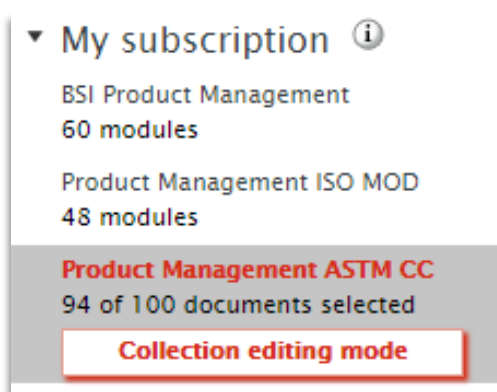 My subscription
BSI Product Management
60 modules
Product Management ISO MOD
48 modules
Product Management ASTM CC
94 of 100 documents selected
Collection editing mode